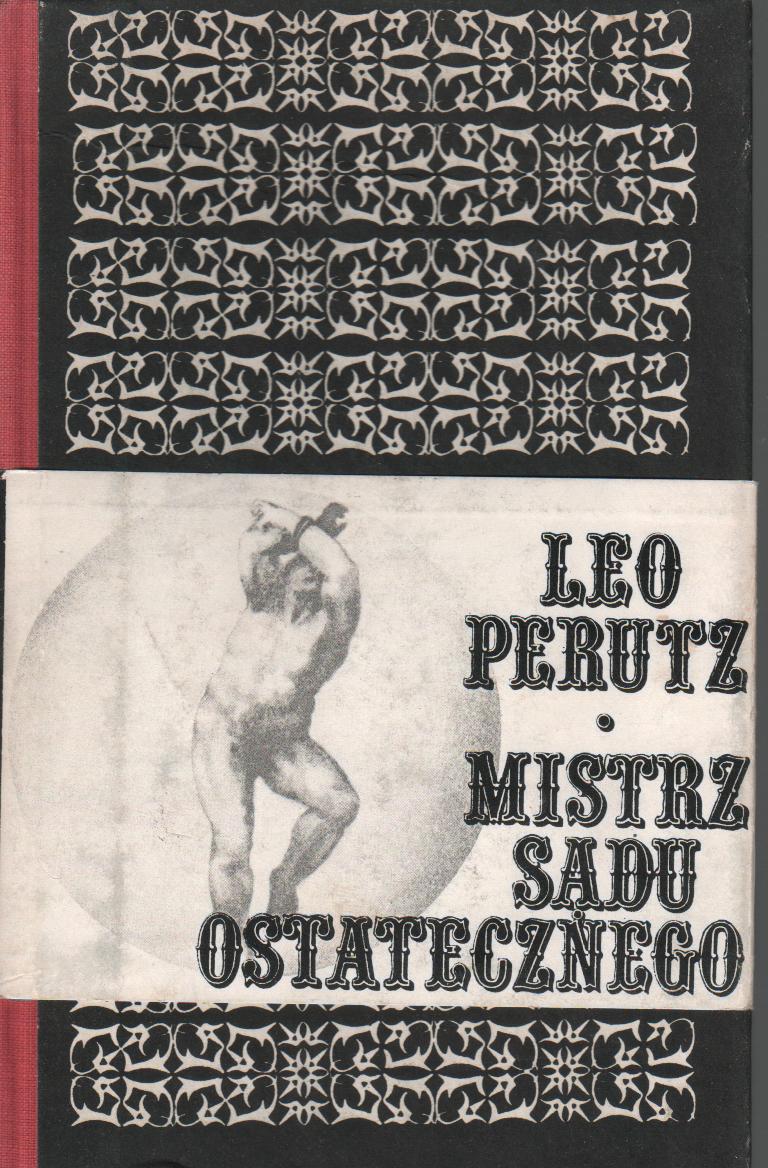 LEO
PERUTZ
•
MISTRZ
SĄDU
OSTATECZNEGO